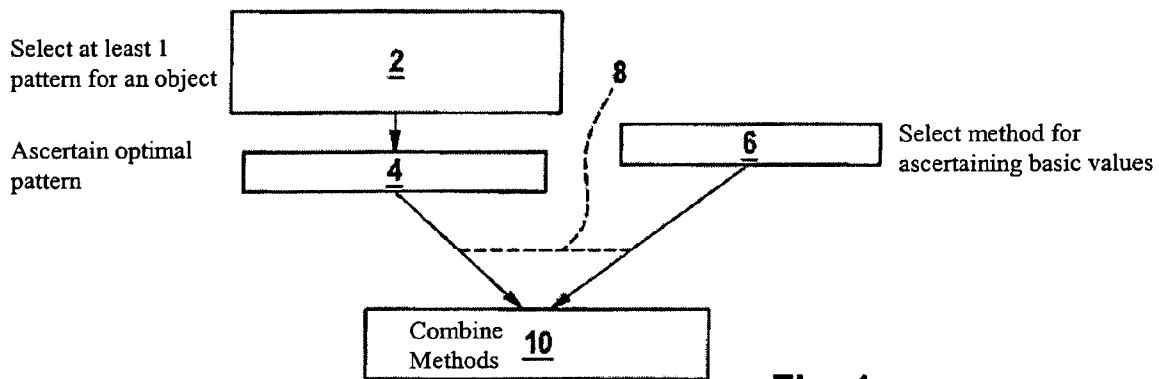 Select at least 1
pattern for an object
2
8
Ascertain optimal
pattern
4
6
Select method for
ascertaining basic values
Combine
Methods
10